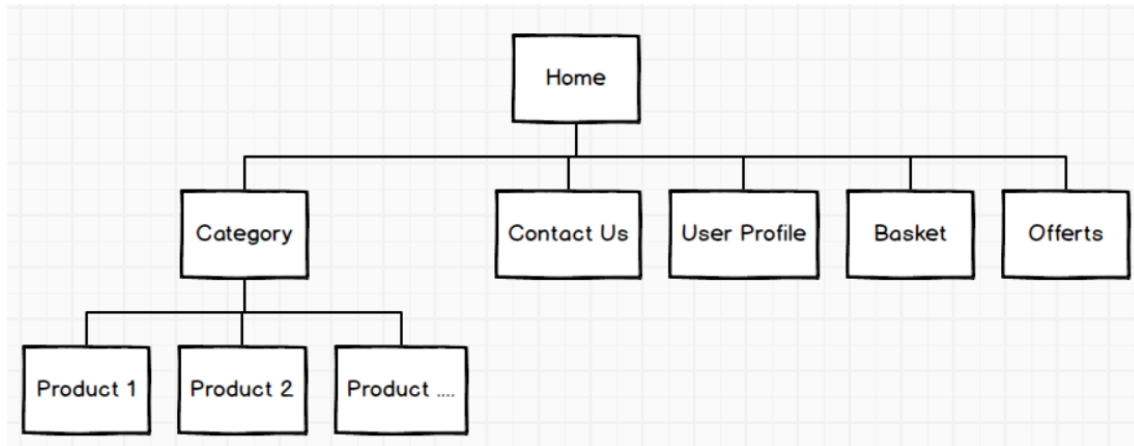 Home
Category
Contact Us
User Profile
Basket
Offerts
Product 1
Product 2
Product ....